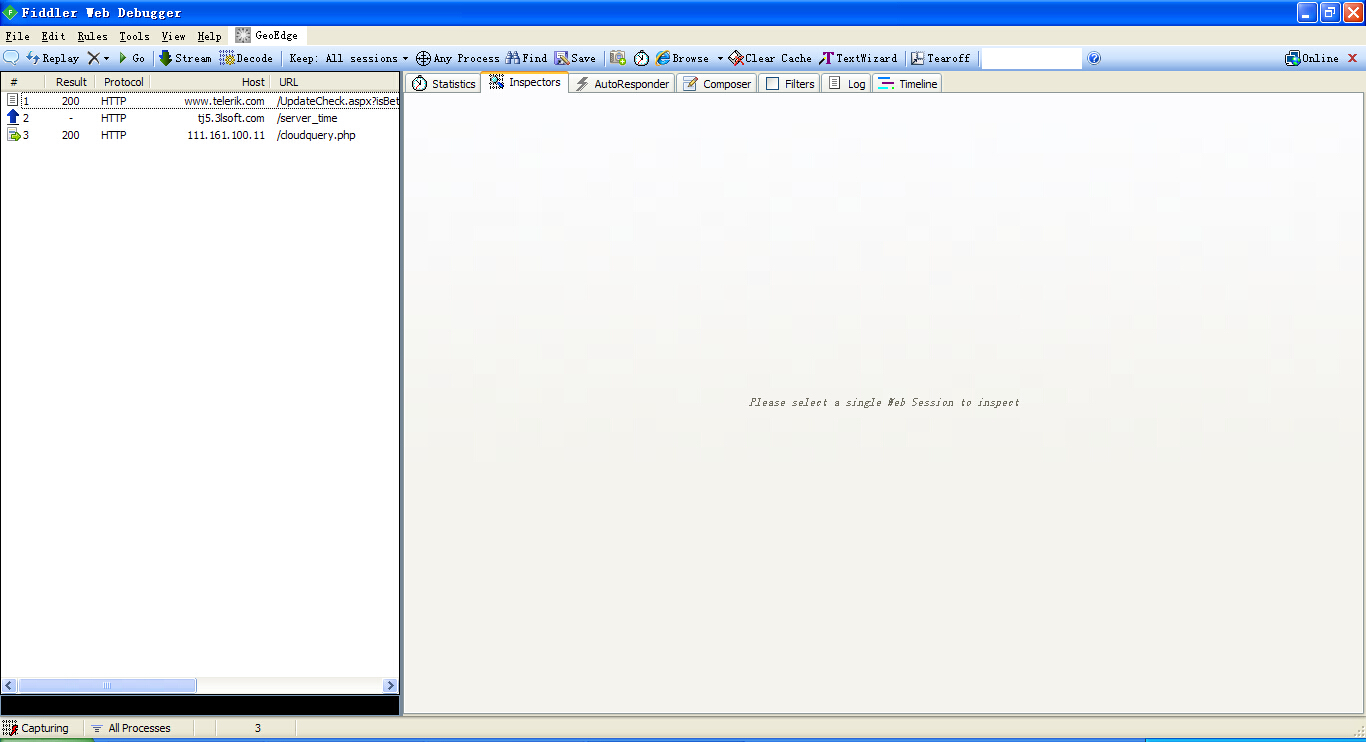 Fiddler Web Debugger
File Edit Rules Tools View Help GeoEdge
Replay Go Stream Decode Keep: All sessions Any Process Find Save Browse Clear Cache TextWizard Tearoff Online
# Result Protocol Host URL
Statistics Inspectors AutoResponder Composer Filters Log Timeline
1 200 HTTP www.telerik.com /UpdateCheck.aspx?isBet
2 - HTTP tj5.3lsoft.com /server_time
3 200 HTTP 111.161.100.11 /cloudquery.php
Please select a single Web Session to inspect
Capturing All Processes 3